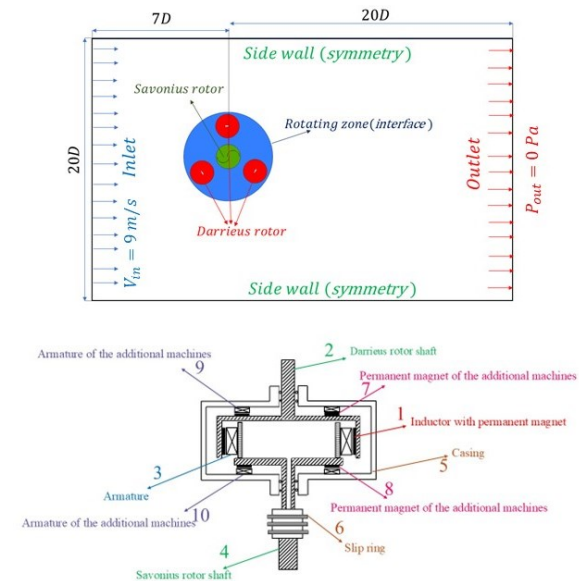 7D
20D
Side wall (symmetry)
Savonius rotor
Rotating zone(interface)
20D
Inlet
V_in = 9 m/s
Outlet
P_out = 0 Pa
Darrieus rotor
Side wall (symmetry)
2
Darrieus rotor shaft
Armature of the additional machines
9
Permanent magnet of the additional machines
7
1
Inductor with permanent magnet
3
Casing
5
Armature
8
10
Permanent magnet of the additional machines
Armature of the additional machines
6
Slip ring
4
Savonius rotor shaft